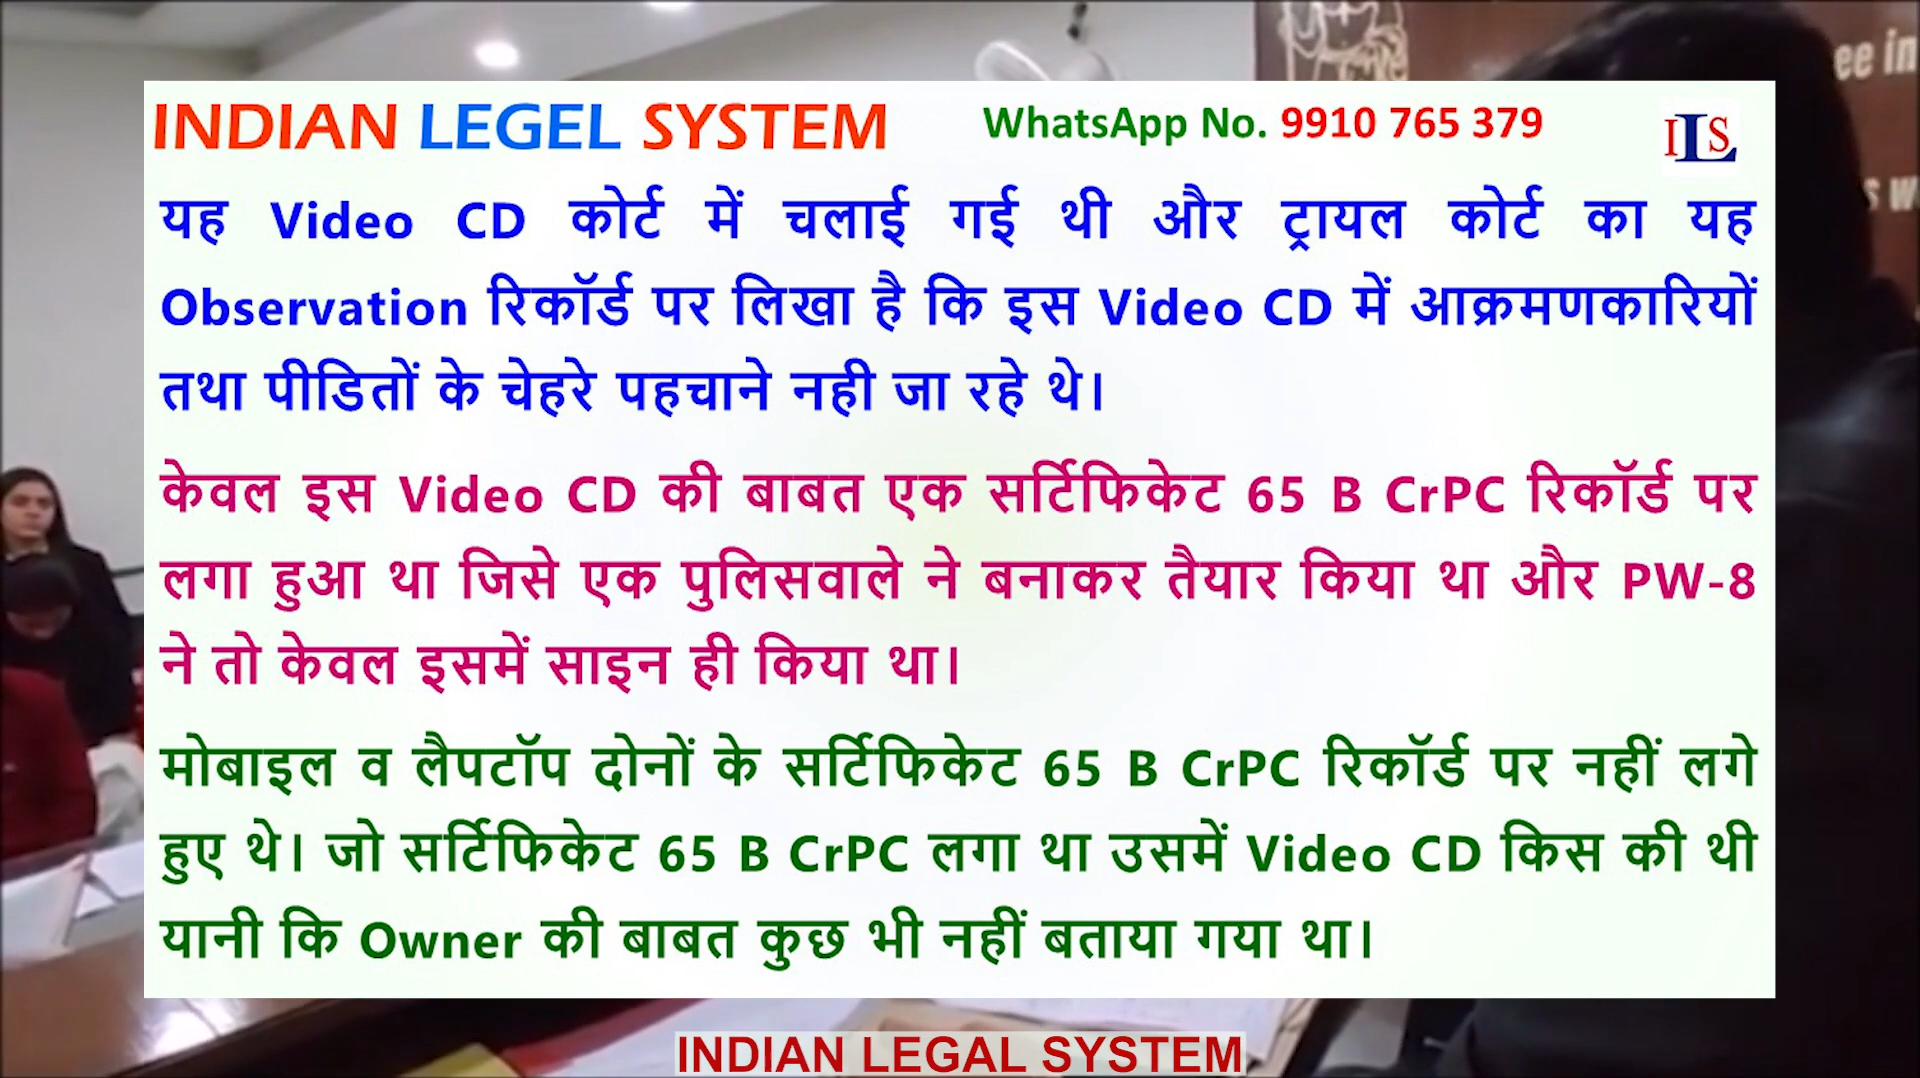 INDIAN LEGEL SYSTEM WhatsApp No. 9910 765 379 ILS
यह Video CD कोर्ट में चलाई गई थी और ट्रायल कोर्ट का यह
Observation रिकॉर्ड पर लिखा है कि इस Video CD में आक्रमणकारियों
तथा पीडितों के चेहरे पहचाने नही जा रहे थे।
केवल इस Video CD की बाबत एक सर्टिफिकेट 65 B CrPC रिकॉर्ड पर
लगा हुआ था जिसे एक पुलिसवाले ने बनाकर तैयार किया था और PW-8
ने तो केवल इसमें साइन ही किया था।
मोबाइल व लैपटॉप दोनों के सर्टिफिकेट 65 B CrPC रिकॉर्ड पर नहीं लगे
हुए थे। जो सर्टिफिकेट 65 B CrPC लगा था उसमें Video CD किस की थी
यानी कि Owner की बाबत कुछ भी नहीं बताया गया था।
INDIAN LEGAL SYSTEM